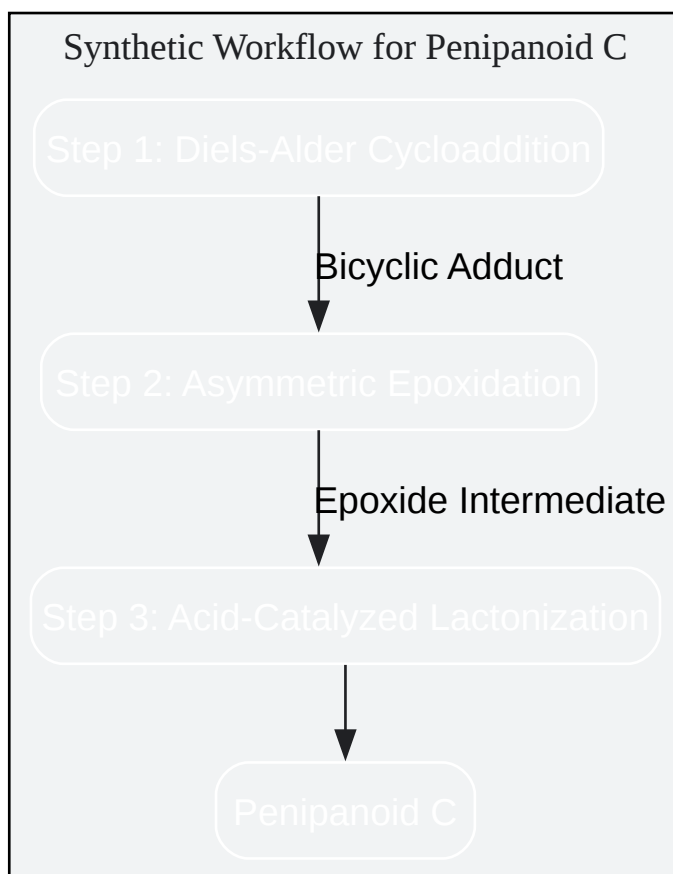 Synthetic Workflow for Penipanoid C
Step 1: Diels-Alder Cycloaddition
Bicyclic Adduct
Step 2: Asymmetric Epoxidation
Epoxide Intermediate
Step 3: Acid-Catalyzed Lactonization
Penipanoid C